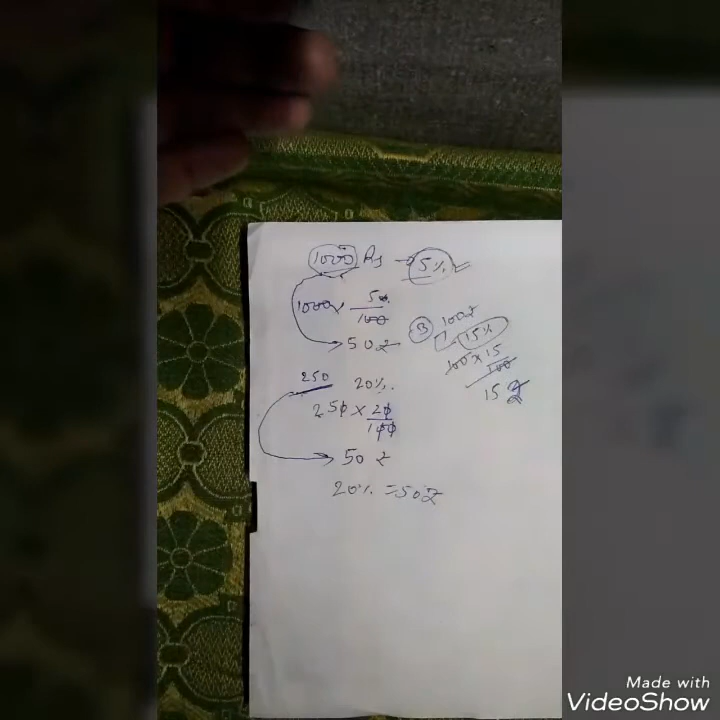 1000 Rs → 5%
1000 × 5/100
→ 50 ₹
250 20%
250 × 20/100
→ 50 ₹
20% = 50 ₹
③ 100 ₹
15%
100 × 15
100
15 ₹
Made with
VideoShow